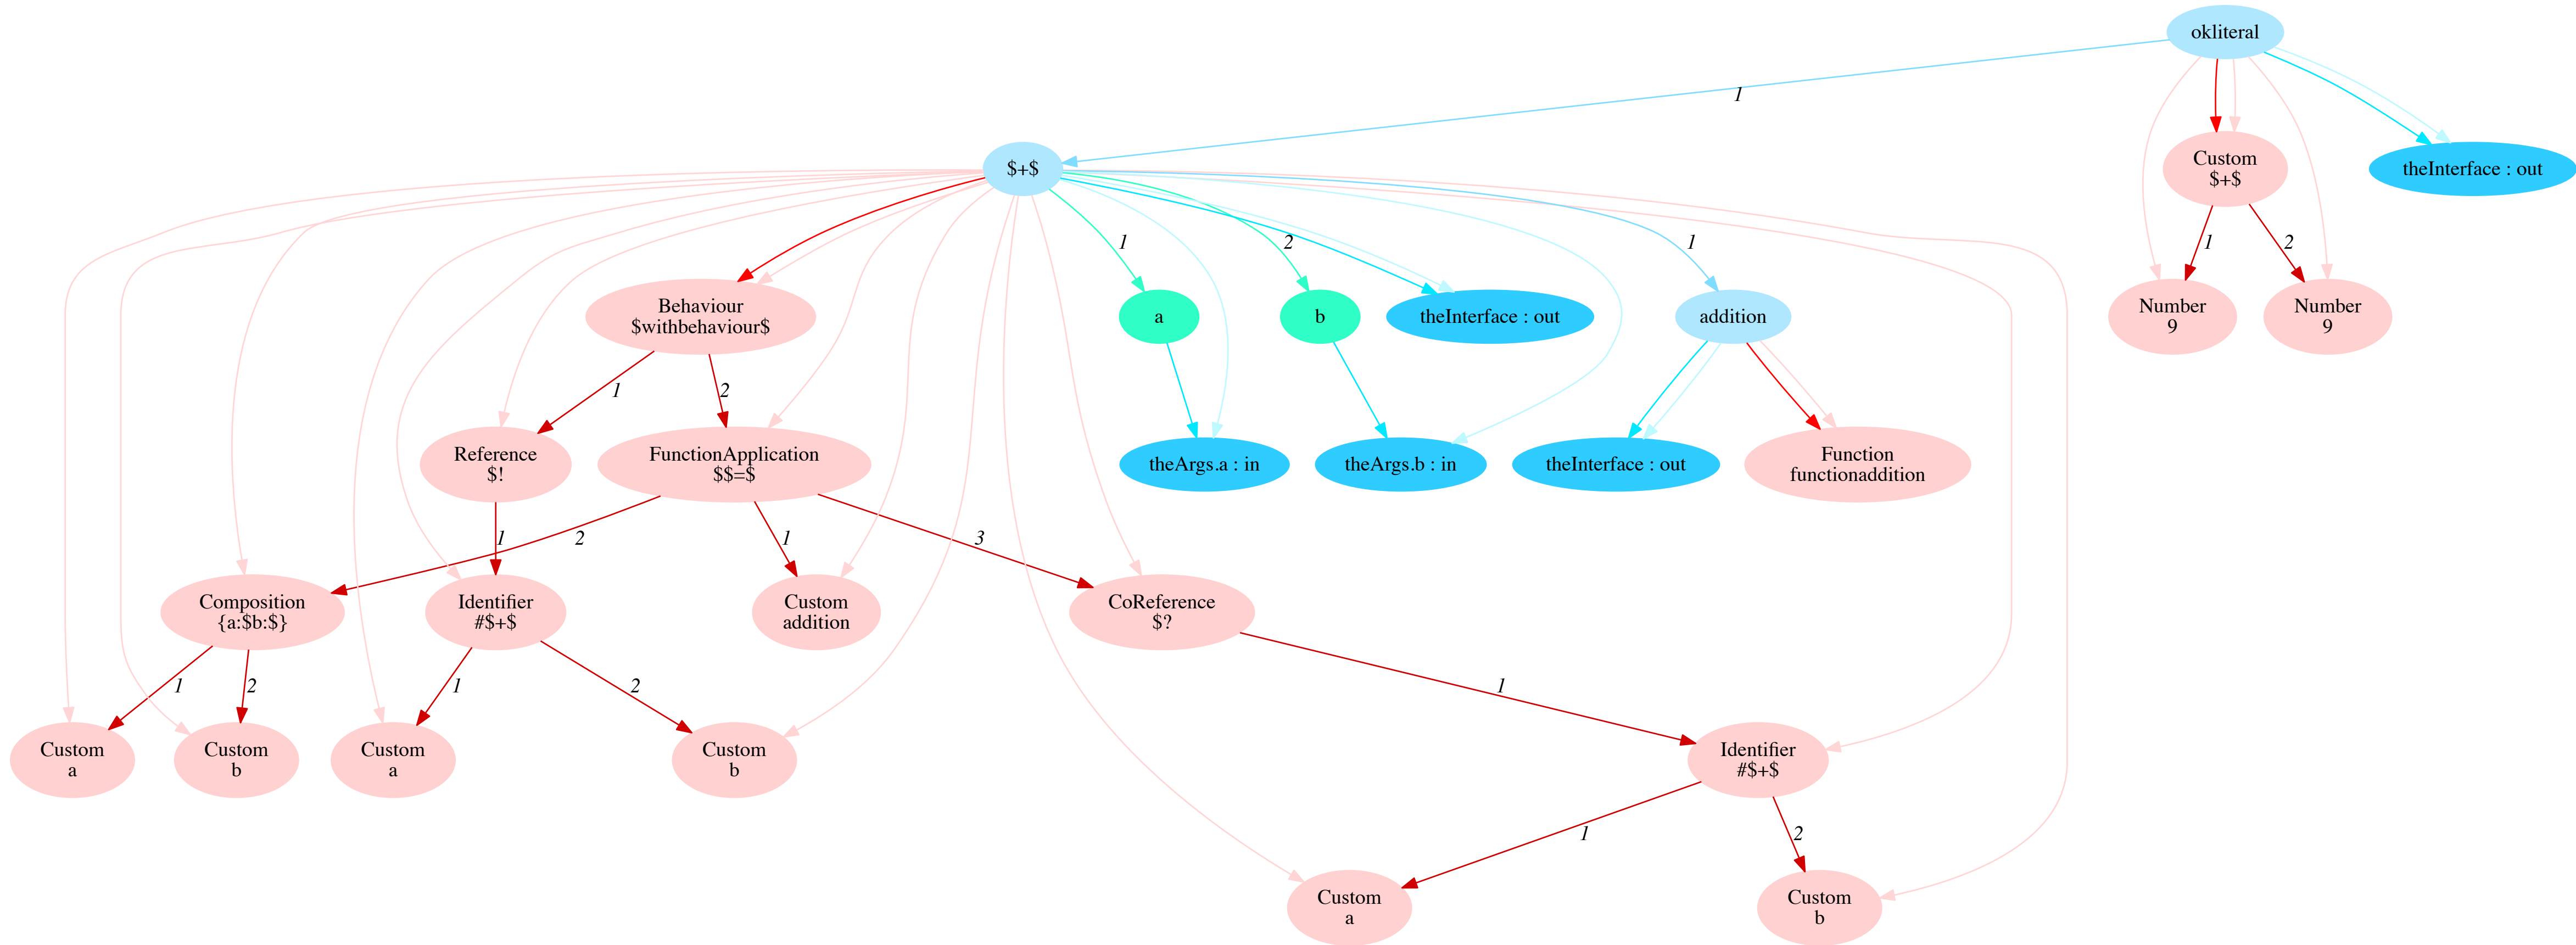 okliteral
1
$+$
Custom
$+$
theInterface : out
1
2
1
1
2
Behaviour
$withbehaviour$
a
b
theInterface : out
addition
Number
9
Number
9
1
2
Reference
$!
FunctionApplication
$$=$
theArgs.a : in
theArgs.b : in
theInterface : out
Function
functionaddition
1
2
1
3
Composition
{a:$b:$}
Identifier
#$+$
Custom
addition
CoReference
$?
1
2
1
2
1
Custom
a
Custom
b
Custom
a
Custom
b
Identifier
#$+$
1
2
Custom
a
Custom
b